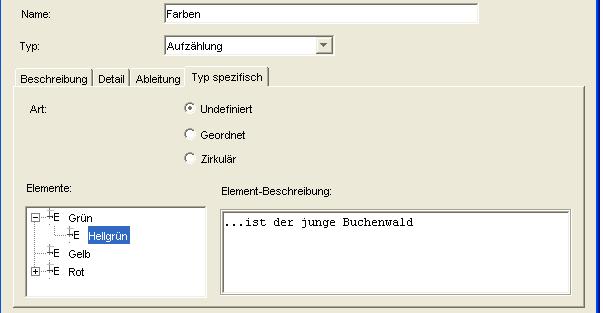 Name: Farben
Typ: Aufzählung
Beschreibung Detail Ableitung Typ spezifisch
Art: Undefiniert
Geordnet
Zirkulär
Elemente: Element-Beschreibung:
E Grün
E Hellgrün
E Gelb
E Rot
...ist der junge Buchenwald